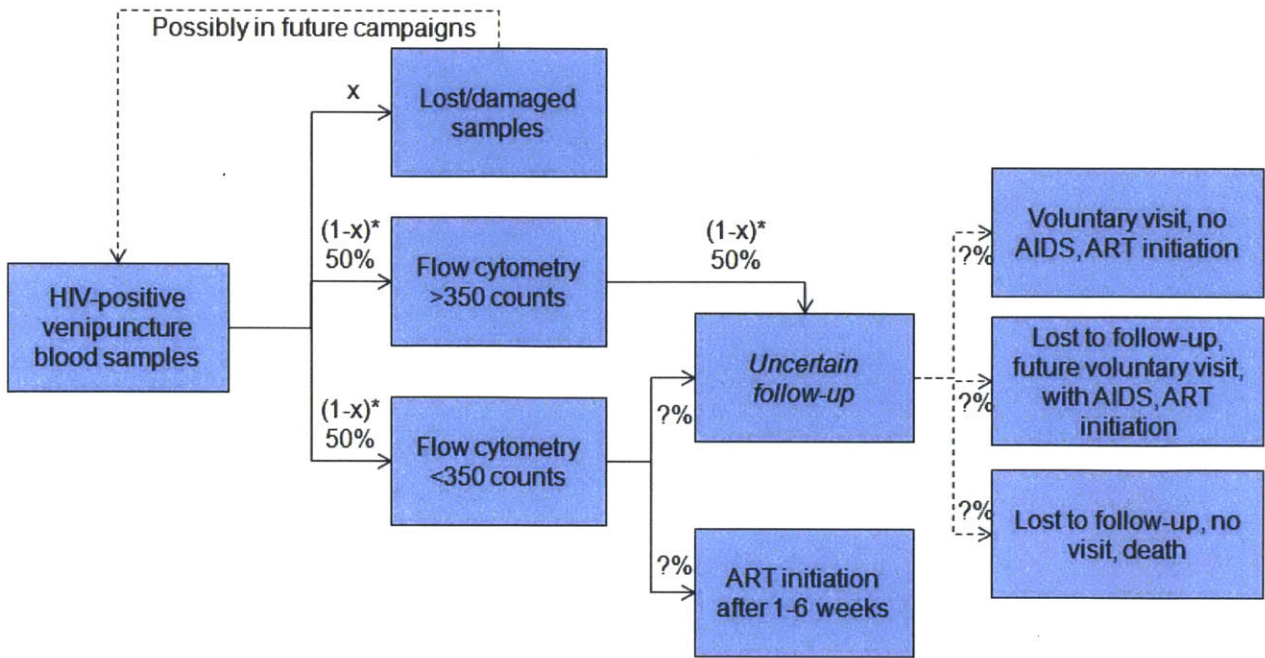 Possibly in future campaigns
x
Lost/damaged
samples
(1-x)*
50%
Flow cytometry
>350 counts
(1-x)*
50%
HIV-positive
venipuncture
blood samples
(1-x)*
50%
Flow cytometry
<350 counts
?%
Uncertain
follow-up
?%
ART initiation
after 1-6 weeks
?%
Voluntary visit, no
AIDS, ART initiation
?%
Lost to follow-up,
future voluntary visit,
with AIDS, ART
initiation
?%
Lost to follow-up, no
visit, death